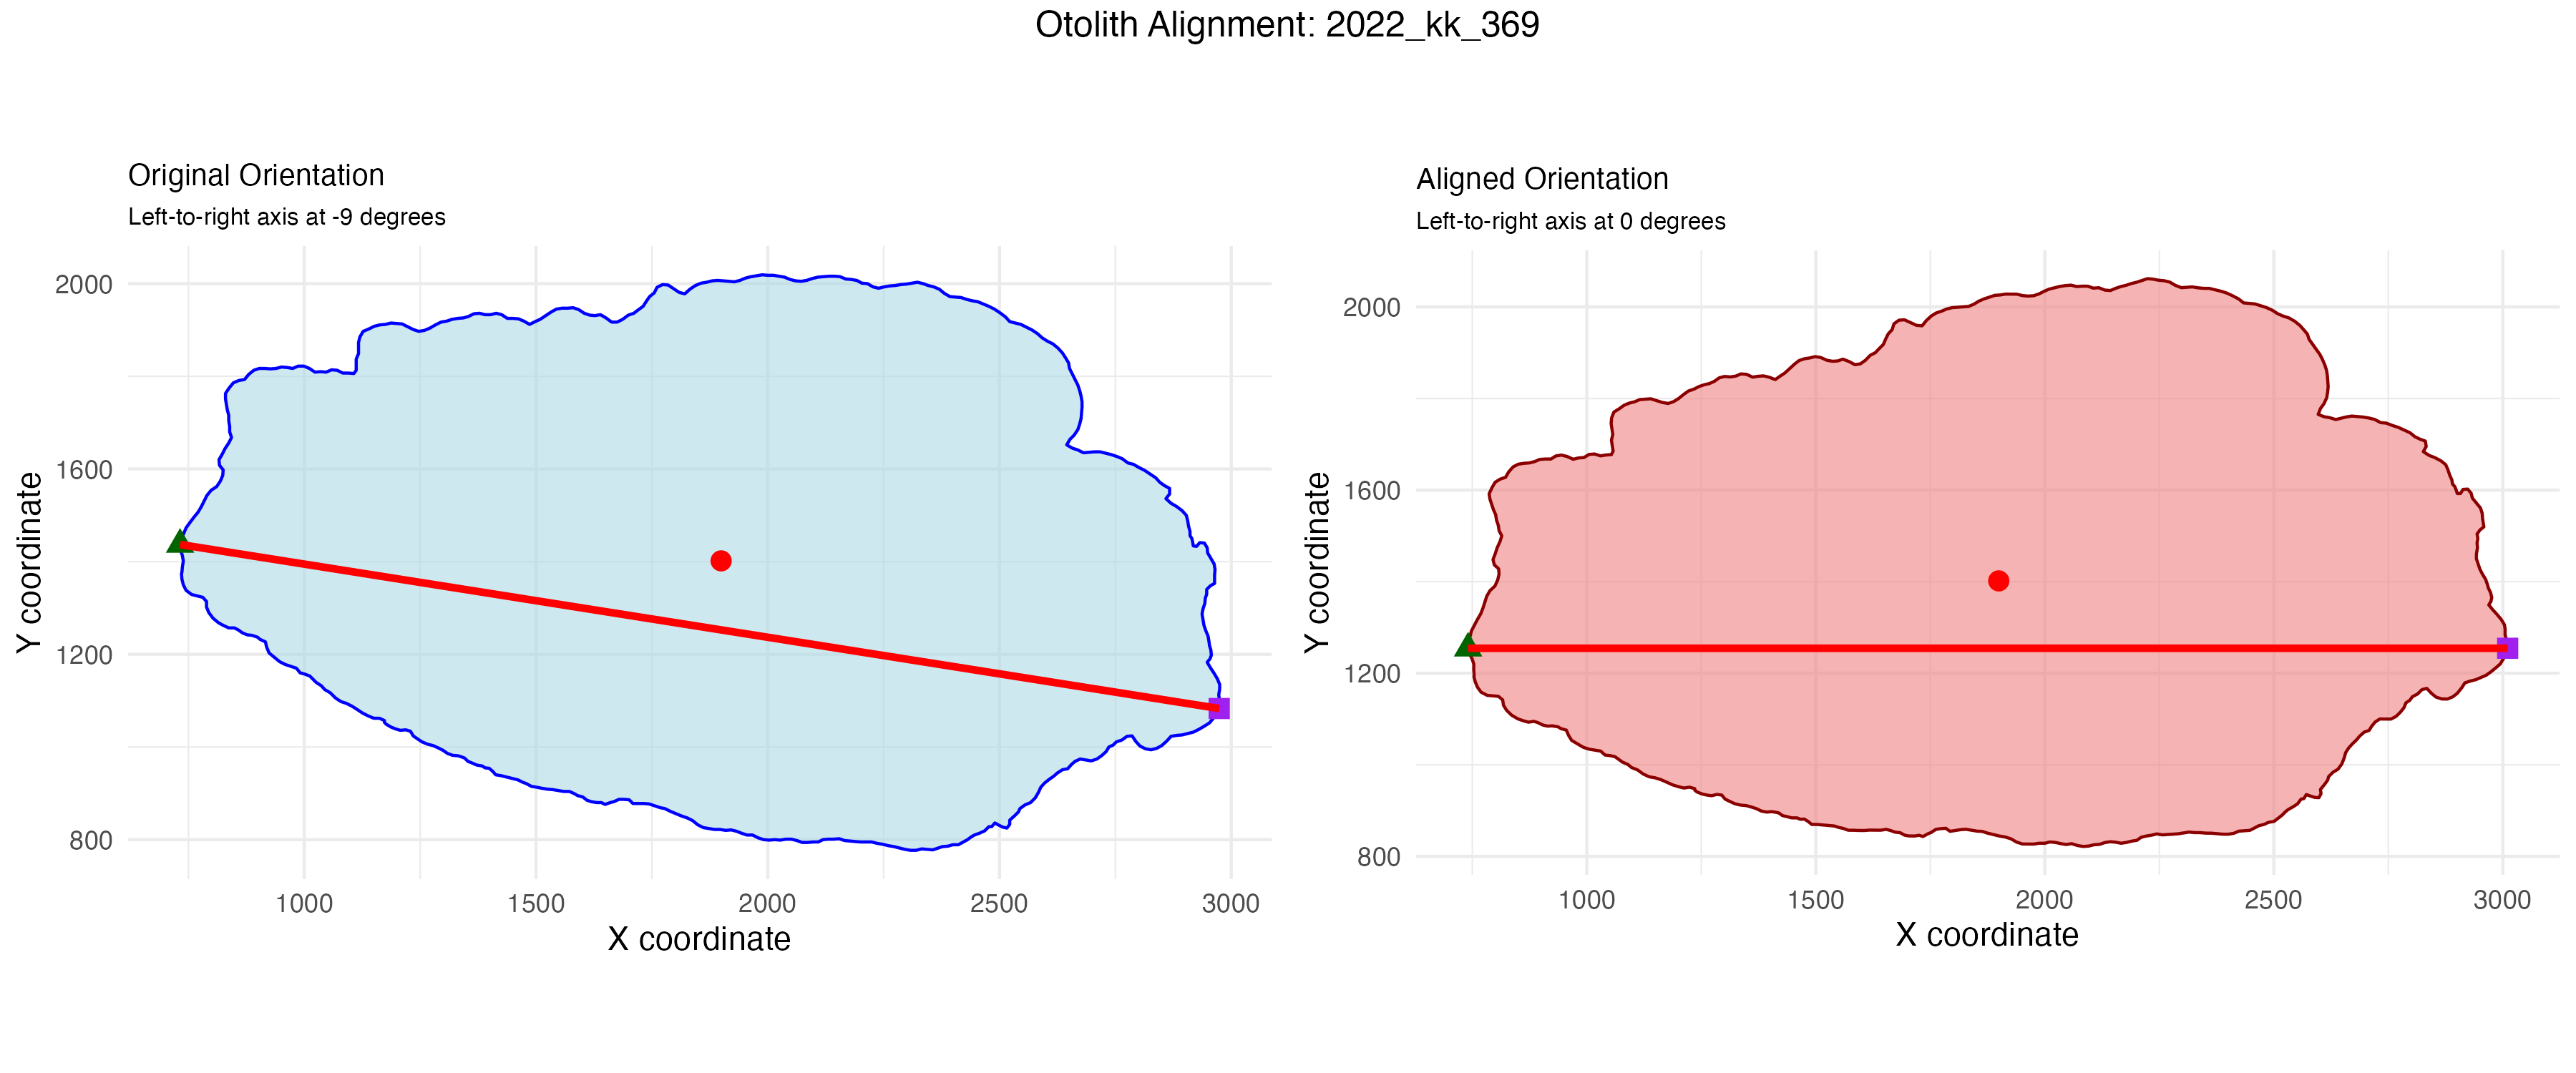 Otolith Alignment: 2022_kk_369
Original Orientation
Left-to-right axis at -9 degrees
2000
1600
1200
800
Y coordinate
1000 1500 2000 2500 3000
X coordinate
Aligned Orientation
Left-to-right axis at 0 degrees
2000
1600
1200
800
Y coordinate
1000 1500 2000 2500 3000
X coordinate